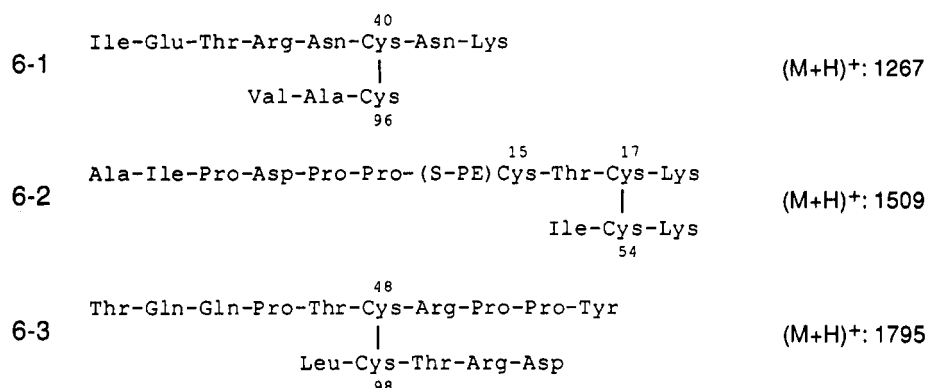 40
6-1 Ile-Glu-Thr-Arg-Asn-Cys-Asn-Lys (M+H)+: 1267
Val-Ala-Cys
96
15 17
6-2 Ala-Ile-Pro-Asp-Pro-Pro-(S-PE)Cys-Thr-Cys-Lys (M+H)+: 1509
Ile-Cys-Lys
54
48
6-3 Thr-Gln-Gln-Pro-Thr-Cys-Arg-Pro-Pro-Tyr (M+H)+: 1795
Leu-Cys-Thr-Arg-Asp
98